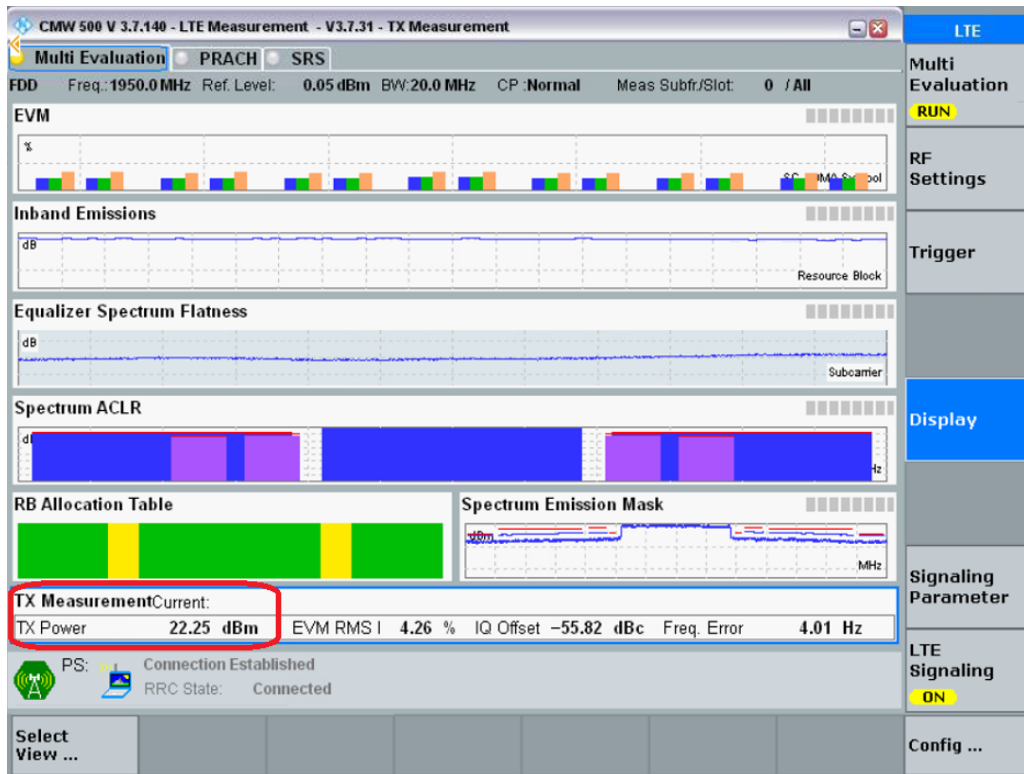 CMW 500 V 3.7.140 - LTE Measurement - V3.7.31 - TX Measurement
LTE
Multi Evaluation PRACH SRS
FDD Freq.: 1950.0 MHz Ref. Level: 0.05 dBm BW: 20.0 MHz CP :Normal Meas Subfr./Slot: 0 / All
Multi
Evaluation
RUN
EVM
%
RF
Settings
Inband Emissions
dB
Resource Block
Trigger
Equalizer Spectrum Flatness
dB
Subcarrier
Spectrum ACLR
Hz
Display
RB Allocation Table
Spectrum Emission Mask
dBm
MHz
Signaling
Parameter
TX Measurement Current:
TX Power 22.25 dBm EVM RMS l 4.26 % IQ Offset -55.82 dBc Freq. Error 4.01 Hz
LTE
Signaling
ON
PS: Connection Established
RRC State: Connected
Select
View ...
Config ...